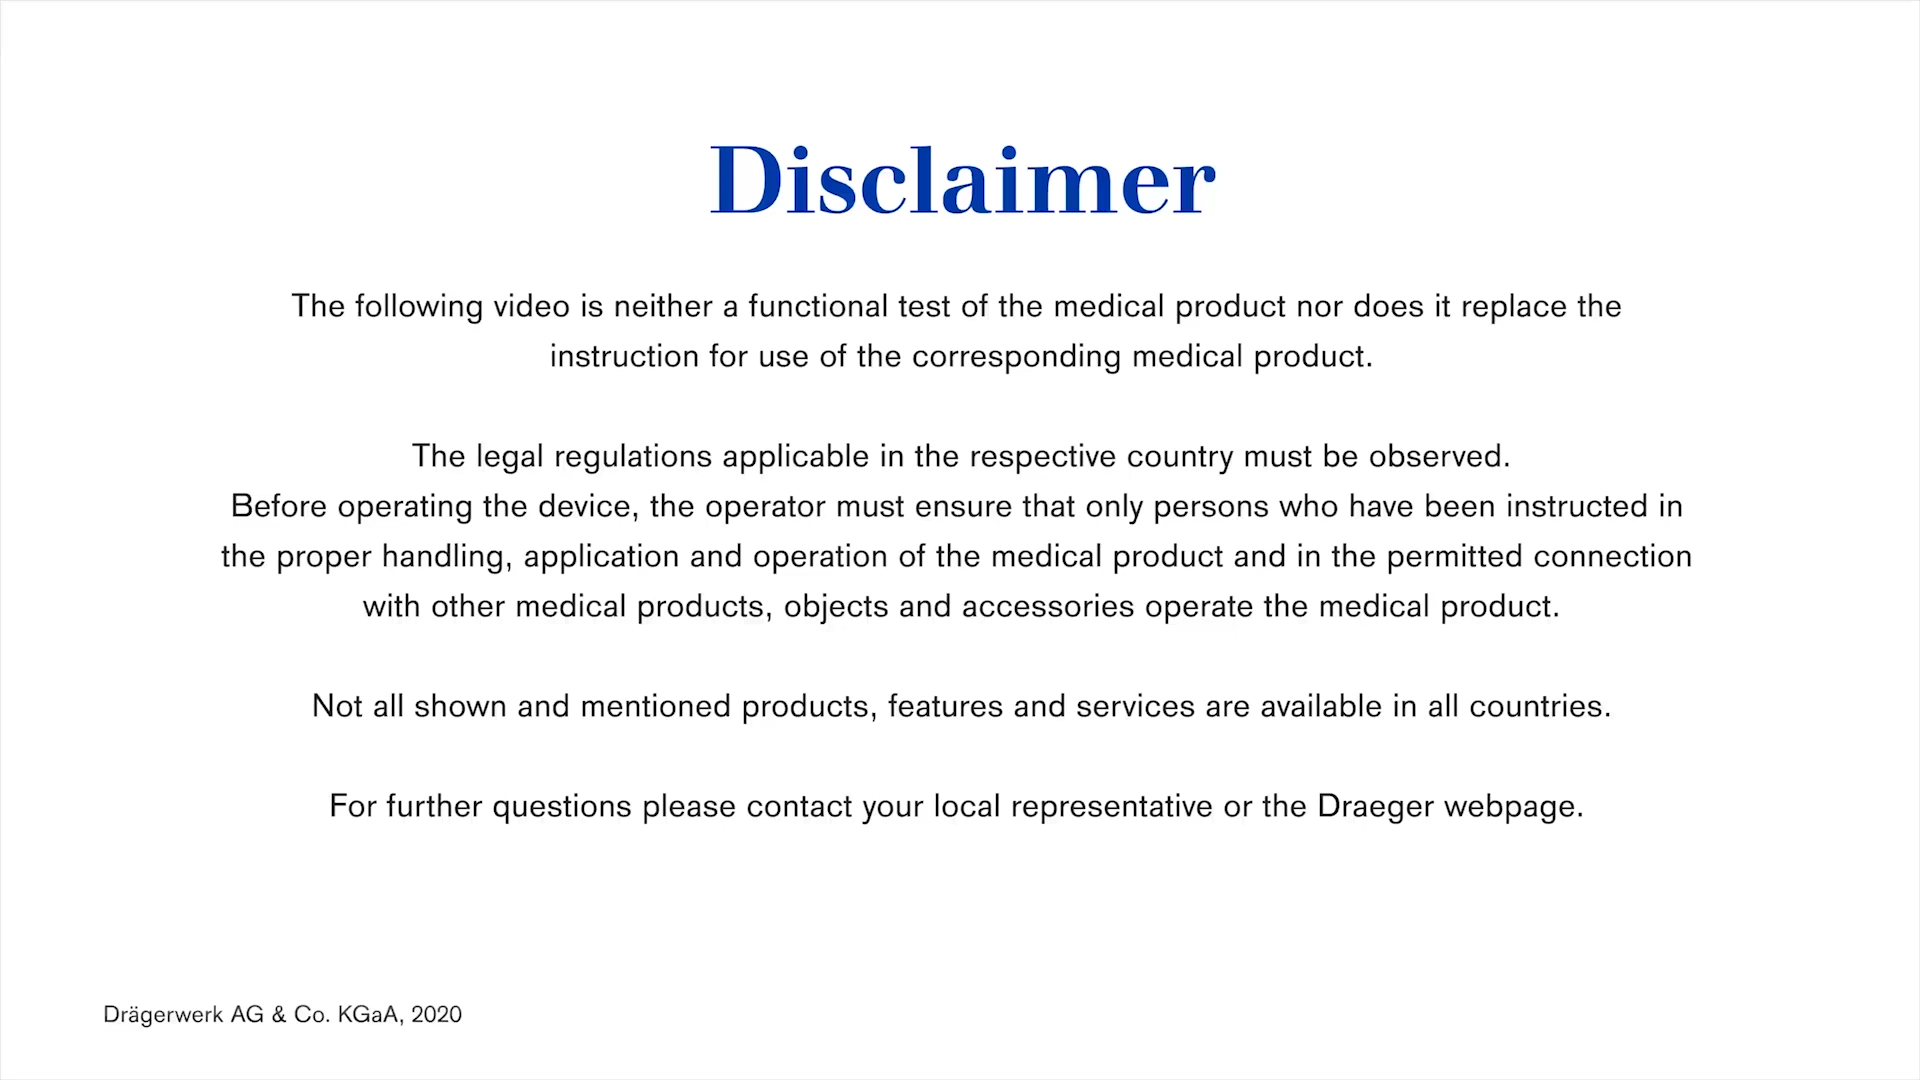 Disclaimer
The following video is neither a functional test of the medical product nor does it replace the
instruction for use of the corresponding medical product.
The legal regulations applicable in the respective country must be observed.
Before operating the device, the operator must ensure that only persons who have been instructed in
the proper handling, application and operation of the medical product and in the permitted connection
with other medical products, objects and accessories operate the medical product.
Not all shown and mentioned products, features and services are available in all countries.
For further questions please contact your local representative or the Draeger webpage.
Drägerwerk AG & Co. KGaA, 2020